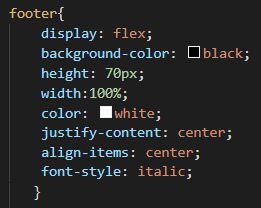 footer{
display: flex;
background-color: black;
height: 70px;
width:100%;
color: white;
justify-content: center;
align-items: center;
font-style: italic;
}